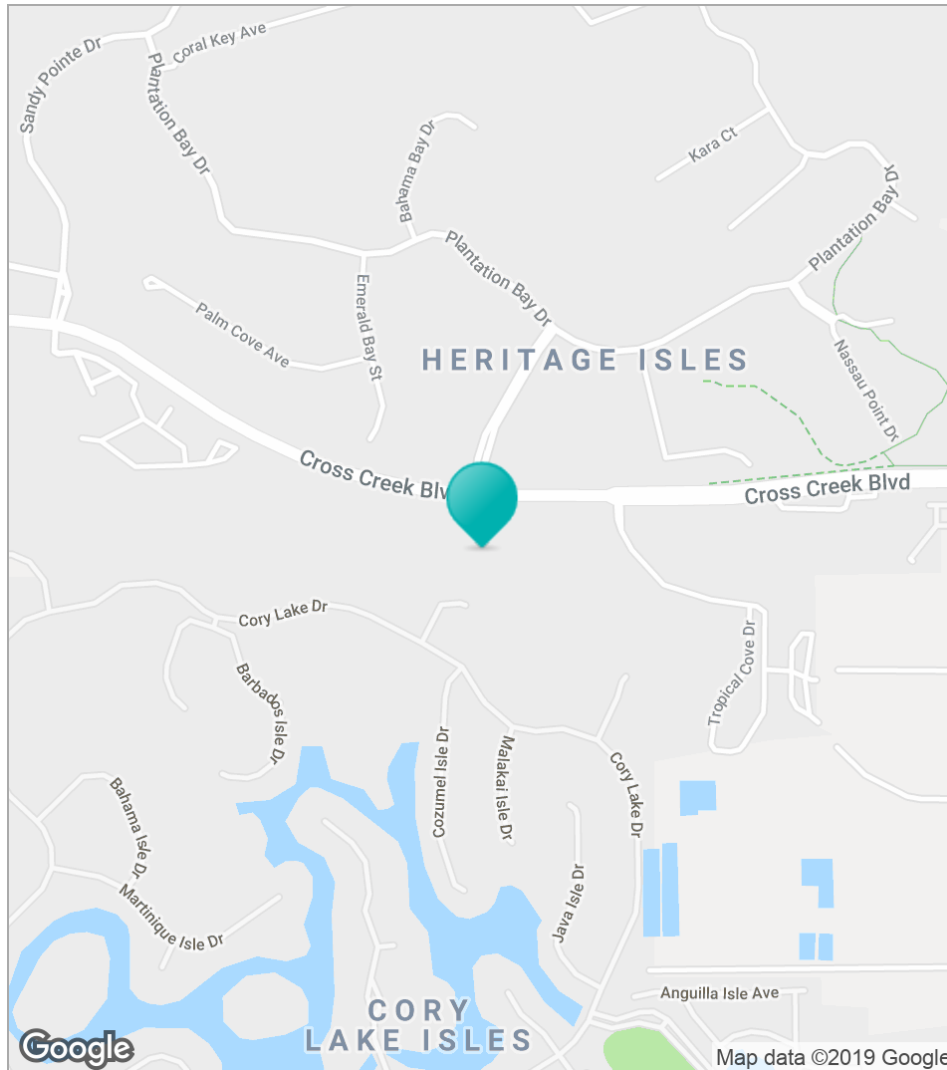 Coral Key Ave
Sandy Pointe Dr
Plantation Bay Dr
Bahama Bay Dr
Kara Ct
Plantation Bay Dr
Plantation Bay Dr
Emerald Bay St
Palm Cove Ave
HERITAGE ISLES
Nassau Point Dr
Cross Creek Blv
Cross Creek Blvd
Cory Lake Dr
Barbados Isle Dr
Tropical Cove Dr
Cozumel Isle Dr
Malakai Isle Dr
Cory Lake Dr
Bahama Isle Dr
Martinique Isle Dr
Java Isle Dr
Anguilla Isle Ave
CORY
LAKE ISLES
Google
Map data ©2019 Google